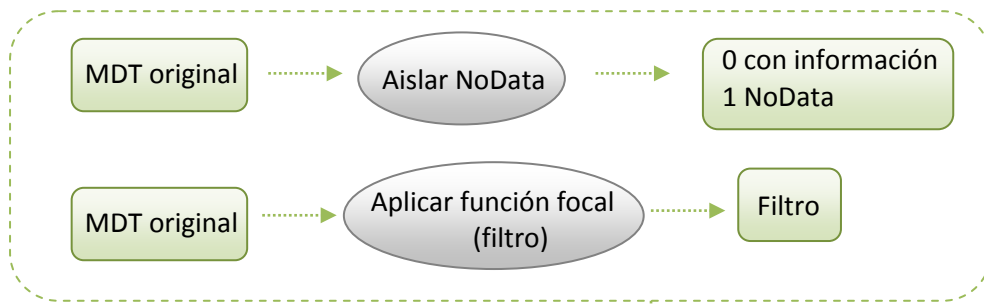 MDT original
Aislar NoData
0 con información
1 NoData
MDT original
Aplicar función focal
(filtro)
Filtro